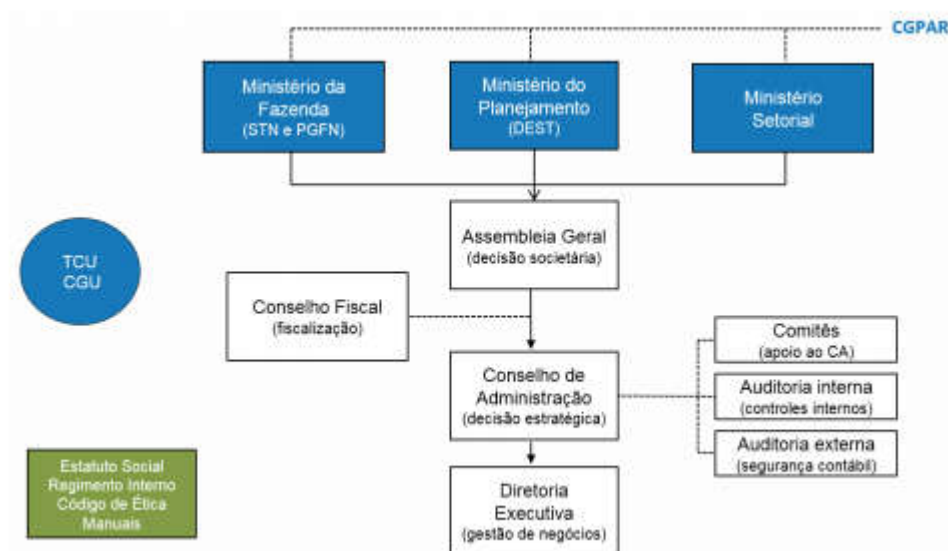 CGPAR
Ministério da
Fazenda
(STN e PGFN)
Ministério do
Planejamento
(DEST)
Ministério
Setorial
Assembleia Geral
(decisão societária)
TCU
CGU
Conselho Fiscal
(fiscalização)
Conselho de
Administração
(decisão estratégica)
Comitês
(apoio ao CA)
Auditoria interna
(controles internos)
Auditoria externa
(segurança contábil)
Estatuto Social
Regimento Interno
Código de Ética
Manuais
Diretoria
Executiva
(gestão de negócios)